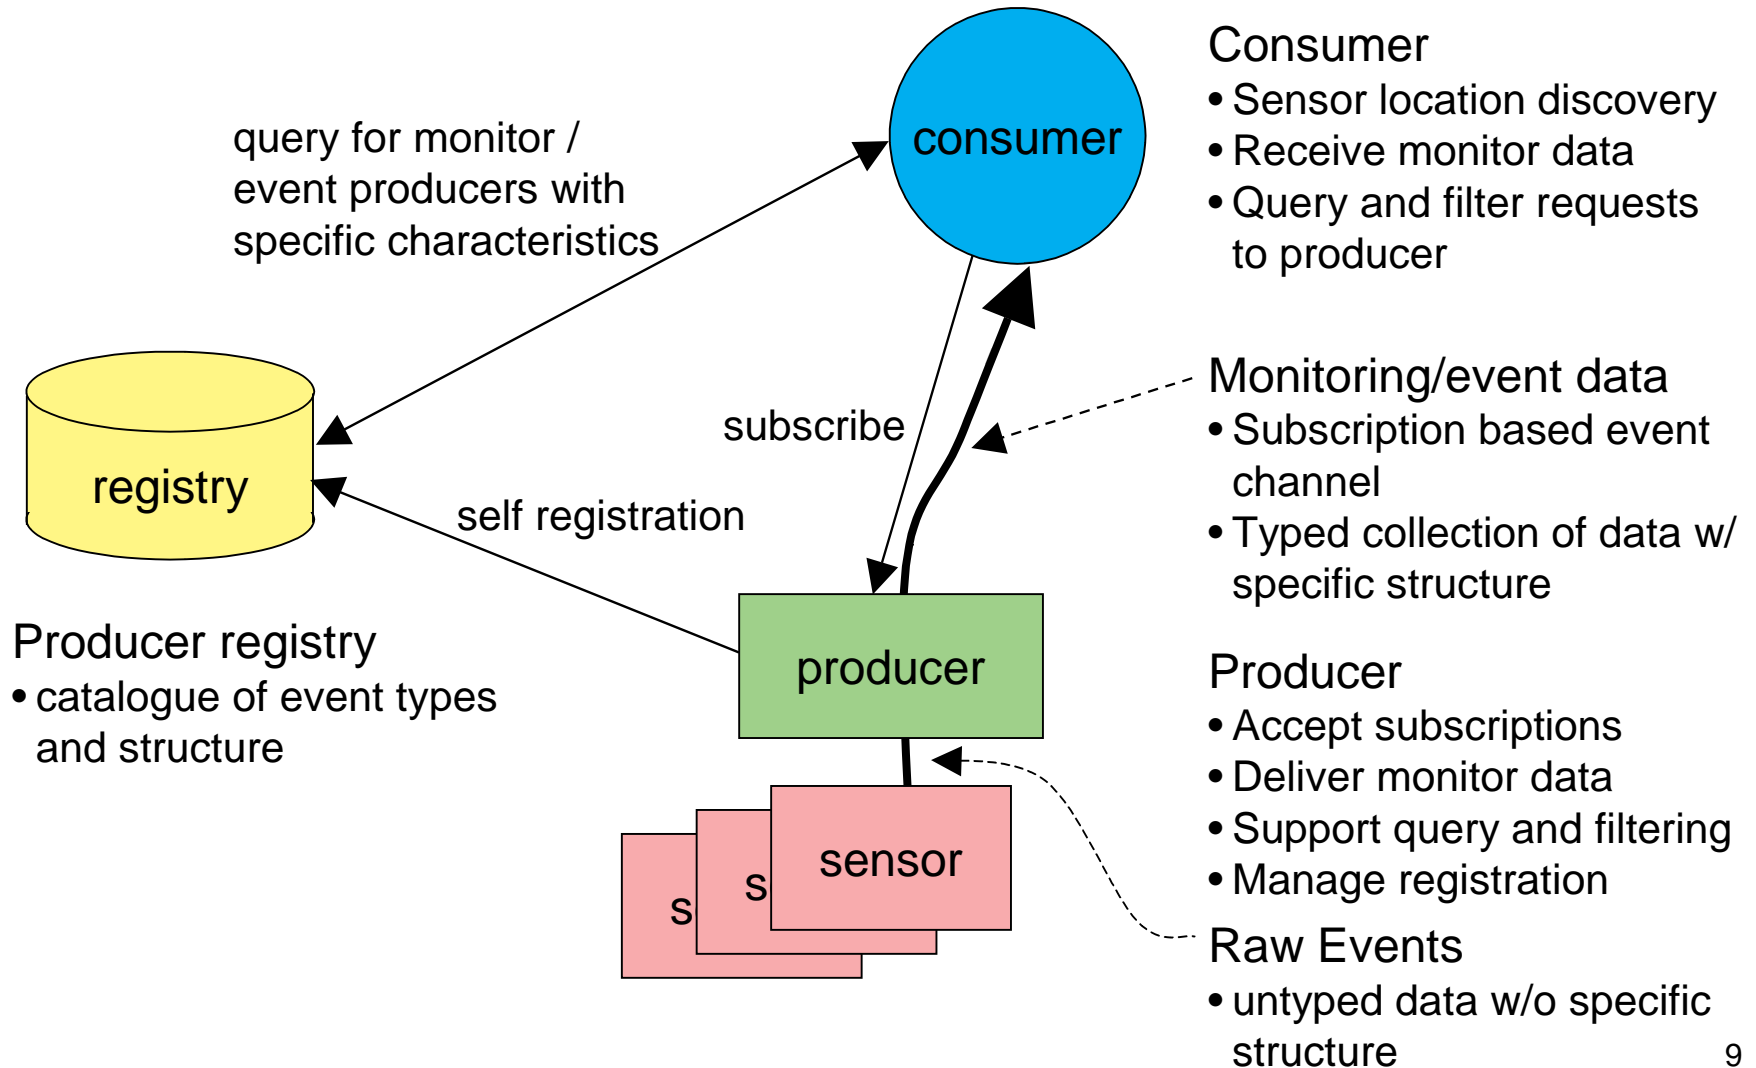 consumer
query for monitor /
event producers with
specific characteristics
subscribe
registry
self registration
Producer registry
• catalogue of event types
and structure
producer
sensor
s
s
Consumer
• Sensor location discovery
• Receive monitor data
• Query and filter requests
to producer
Monitoring/event data
• Subscription based event
channel
• Typed collection of data w/
specific structure
Producer
• Accept subscriptions
• Deliver monitor data
• Support query and filtering
• Manage registration
Raw Events
• untyped data w/o specific
structure
9